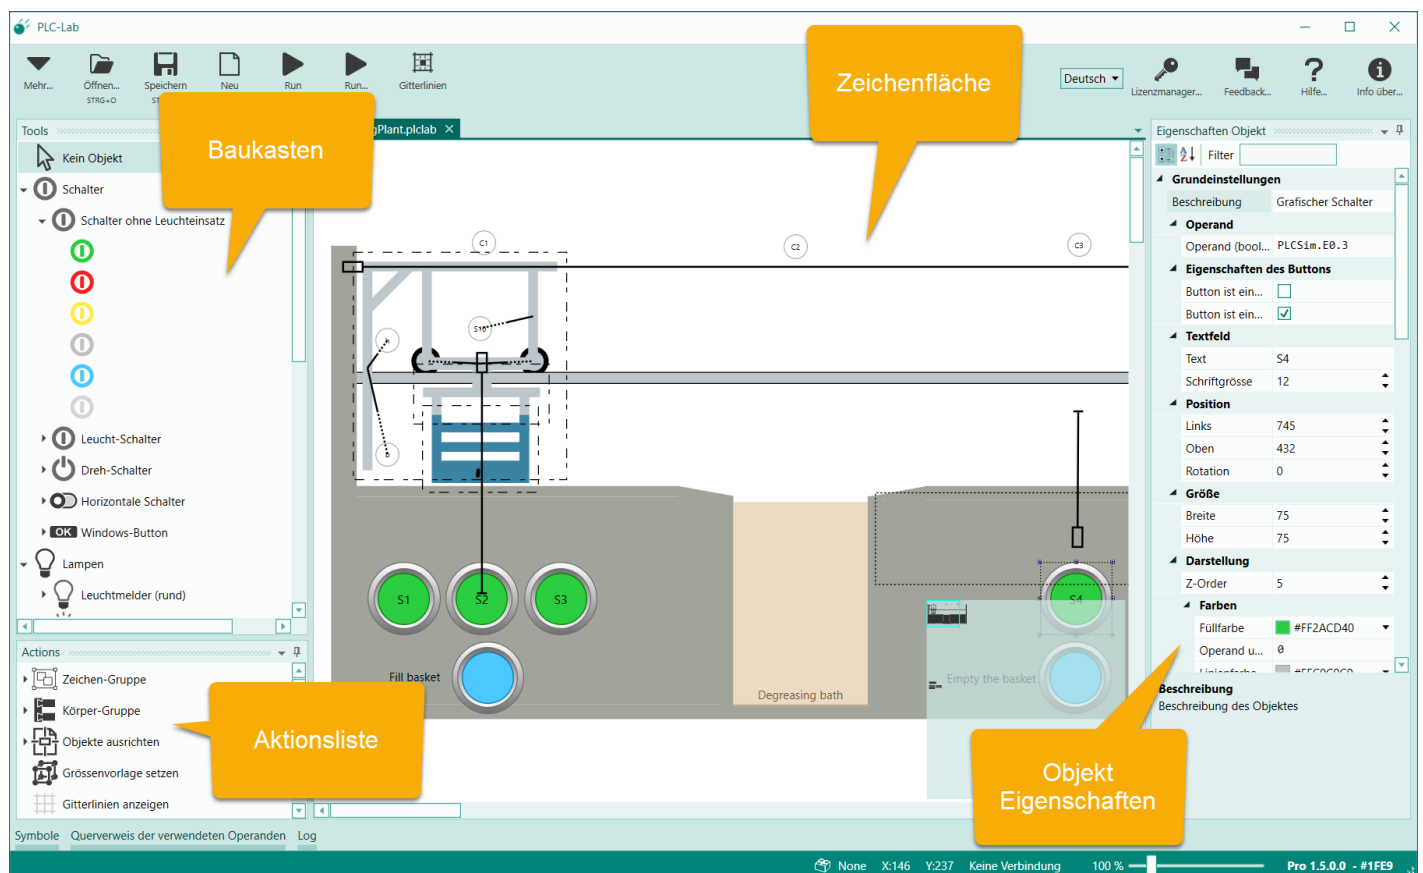 PLC-Lab
Mehr...
Öffnen...
STRG+O
Speichern
Neu
Run
Run...
Gitterlinien
Deutsch
Lizenzmanager...
Feedback...
Hilfe...
Info über...
Zeichenfläche
Baukasten
Tools
Kein Objekt
Schalter
Schalter ohne Leuchteinsatz
Leucht-Schalter
Dreh-Schalter
Horizontale Schalter
OK Windows-Button
Lampen
Leuchtmelder (rund)
Actions
Zeichen-Gruppe
Körper-Gruppe
Objekte ausrichten
Grössenvorlage setzen
Gitterlinien anzeigen
Aktionsliste
gPlant.plclab
C1
C2
C3
S10
S1
S2
S3
S4
Fill basket
Degreasing bath
Empty the basket
Eigenschaften Objekt
Filter
Grundeinstellungen
Beschreibung Grafischer Schalter
Operand
Operand (bool... PLCSim.E0.3
Eigenschaften des Buttons
Button ist ein...
Button ist ein...
Textfeld
Text S4
Schriftgrösse 12
Position
Links 745
Oben 432
Rotation 0
Größe
Breite 75
Höhe 75
Darstellung
Z-Order 5
Farben
Füllfarbe #FF2ACD40
Operand u... 0
Beschreibung
Beschreibung des Objektes
Objekt
Eigenschaften
Symbole Querverweis der verwendeten Operanden Log
None X:146 Y:237 Keine Verbindung 100 % Pro 1.5.0.0 - #1FE9